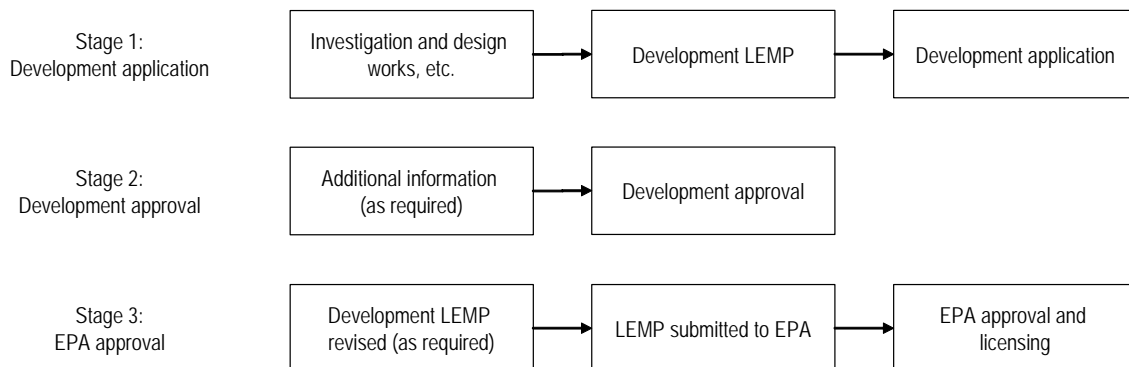 Stage 1:
Development application
Investigation and design
works, etc.
Development LEMP
Development application
Stage 2:
Development approval
Additional information
(as required)
Development approval
Stage 3:
EPA approval
Development LEMP
revised (as required)
LEMP submitted to EPA
EPA approval and
licensing